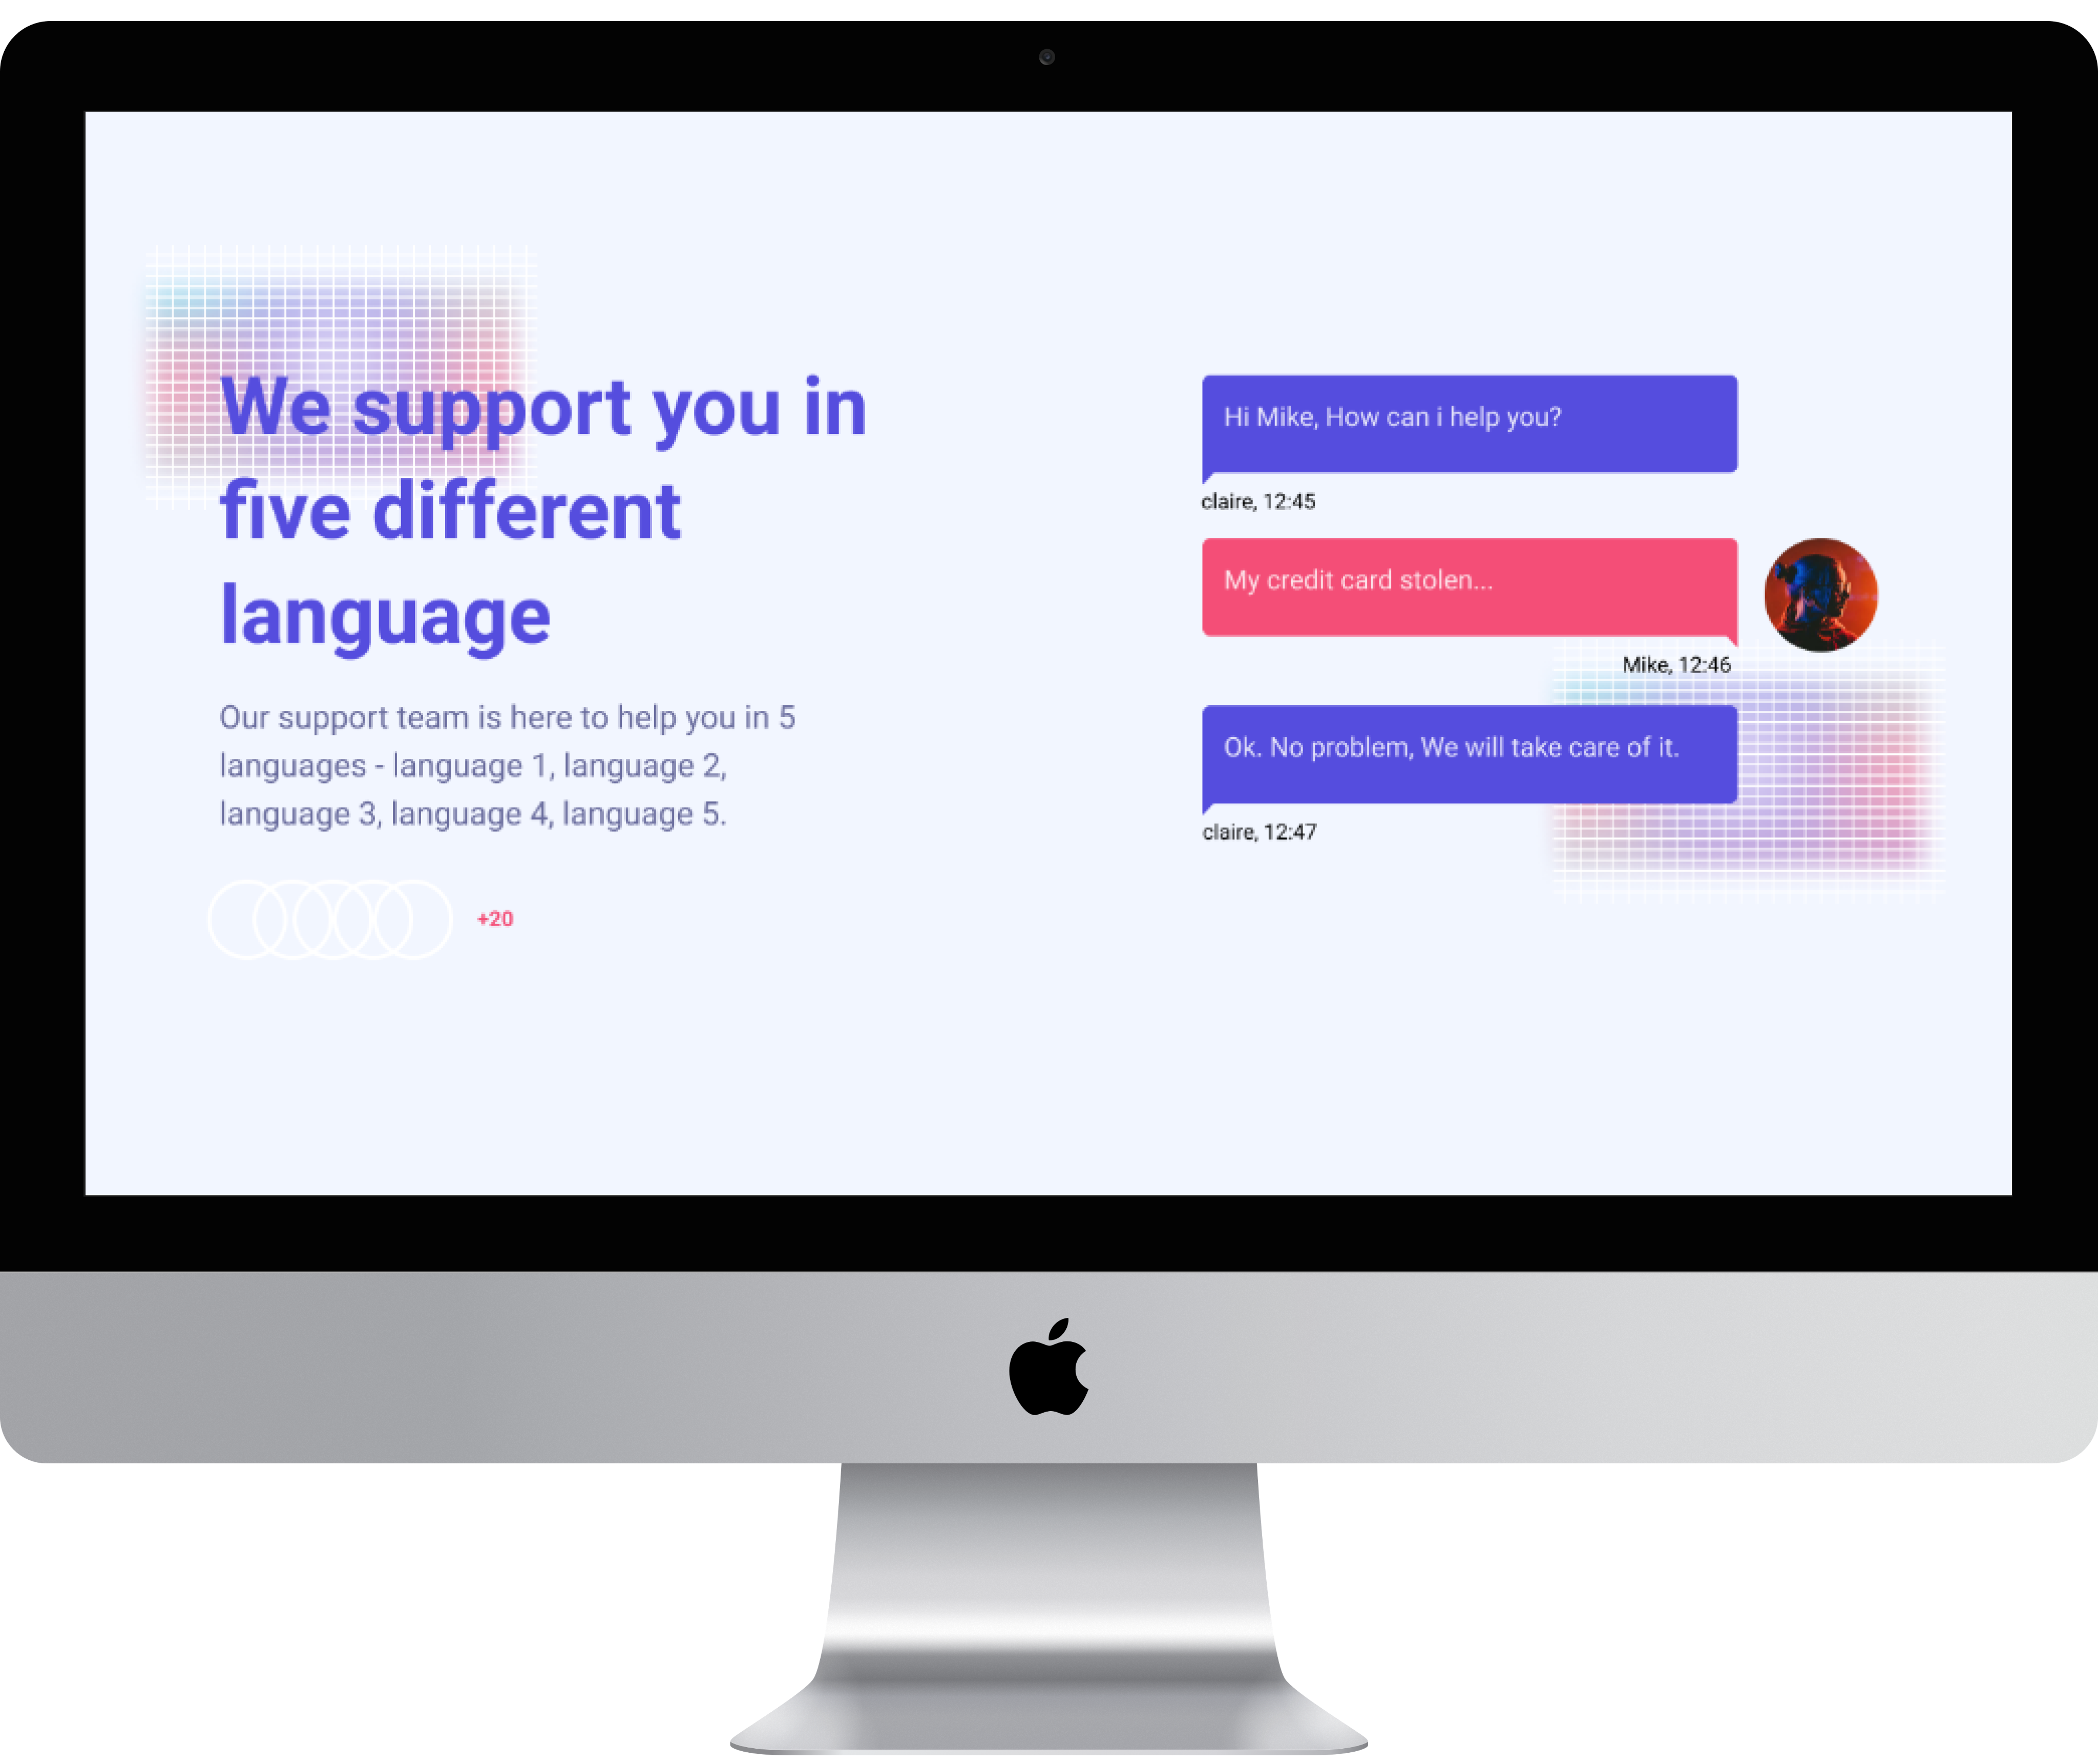 We support you in
five different
language
Our support team is here to help you in 5
languages - language 1, language 2,
language 3, language 4, language 5.
+20
Hi Mike, How can i help you?
claire, 12:45
My credit card stolen...
Mike, 12:46
Ok. No problem, We will take care of it.
claire, 12:47